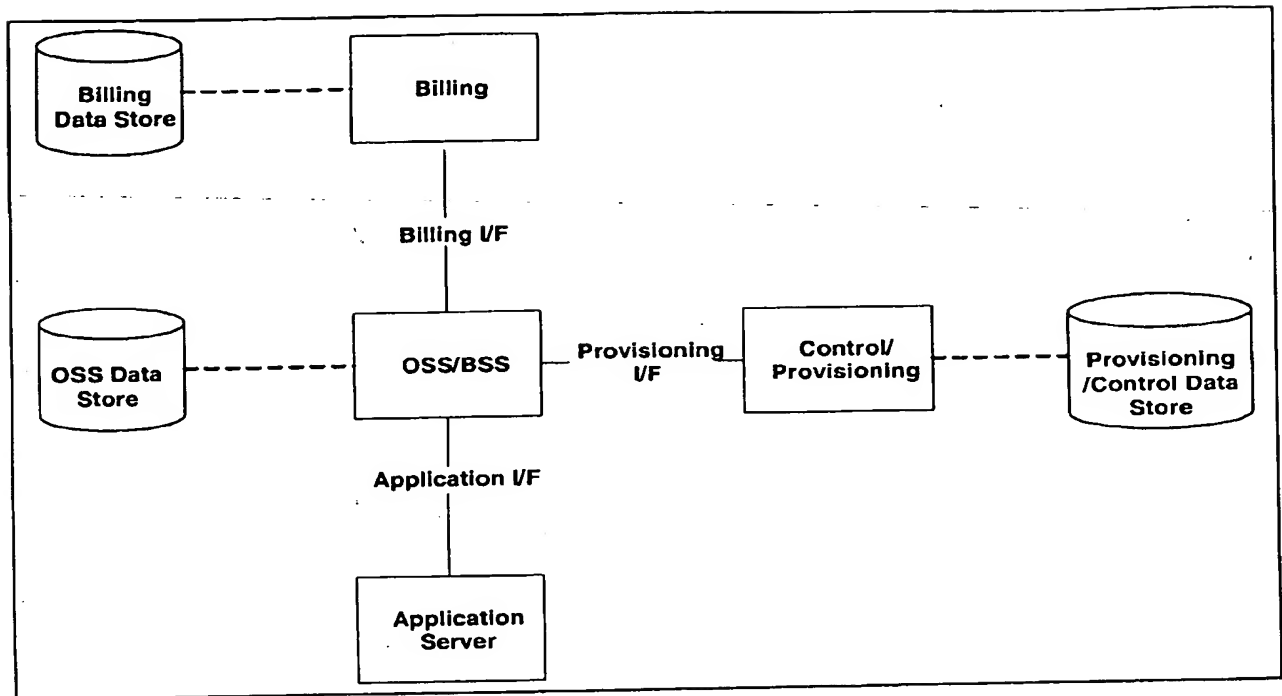 Billing
Data Store
Billing
Billing I/F
OSS Data
Store
OSS/BSS
Provisioning
I/F
Control/
Provisioning
Provisioning
/Control Data
Store
Application I/F
Application
Server